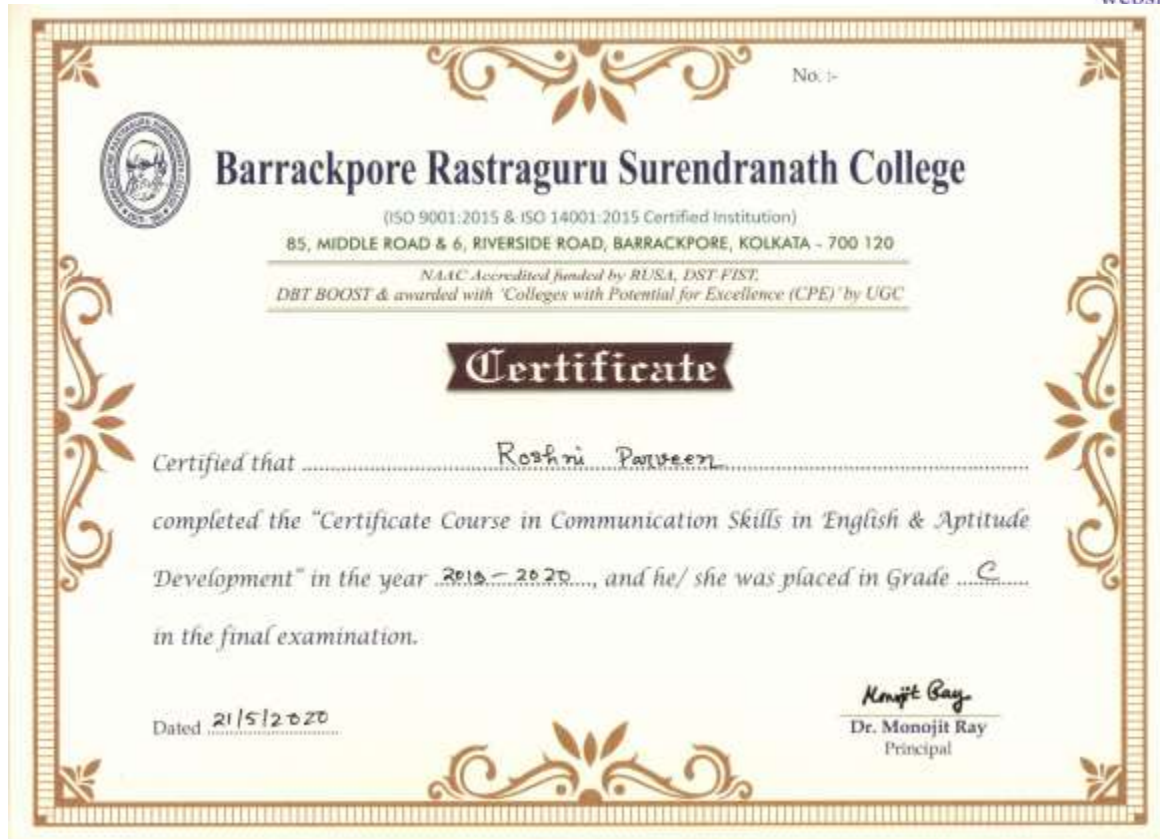 No. :-
Barrackpore Rastraguru Surendranath College
(ISO 9001:2015 & ISO 14001:2015 Certified Institution)
85, MIDDLE ROAD & 6, RIVERSIDE ROAD, BARRACKPORE, KOLKATA - 700 120
NAAC Accredited funded by RUSA, DST FIST,
DBT BOOST & awarded with 'Colleges with Potential for Excellence (CPE)' by UGC
Certificate
Certified that Roshni Parveen
completed the "Certificate Course in Communication Skills in English & Aptitude
Development" in the year 2019-2020, and he/ she was placed in Grade C
in the final examination.
Monojit Ray
Dated 21/5/2020
Dr. Monojit Ray
Principal